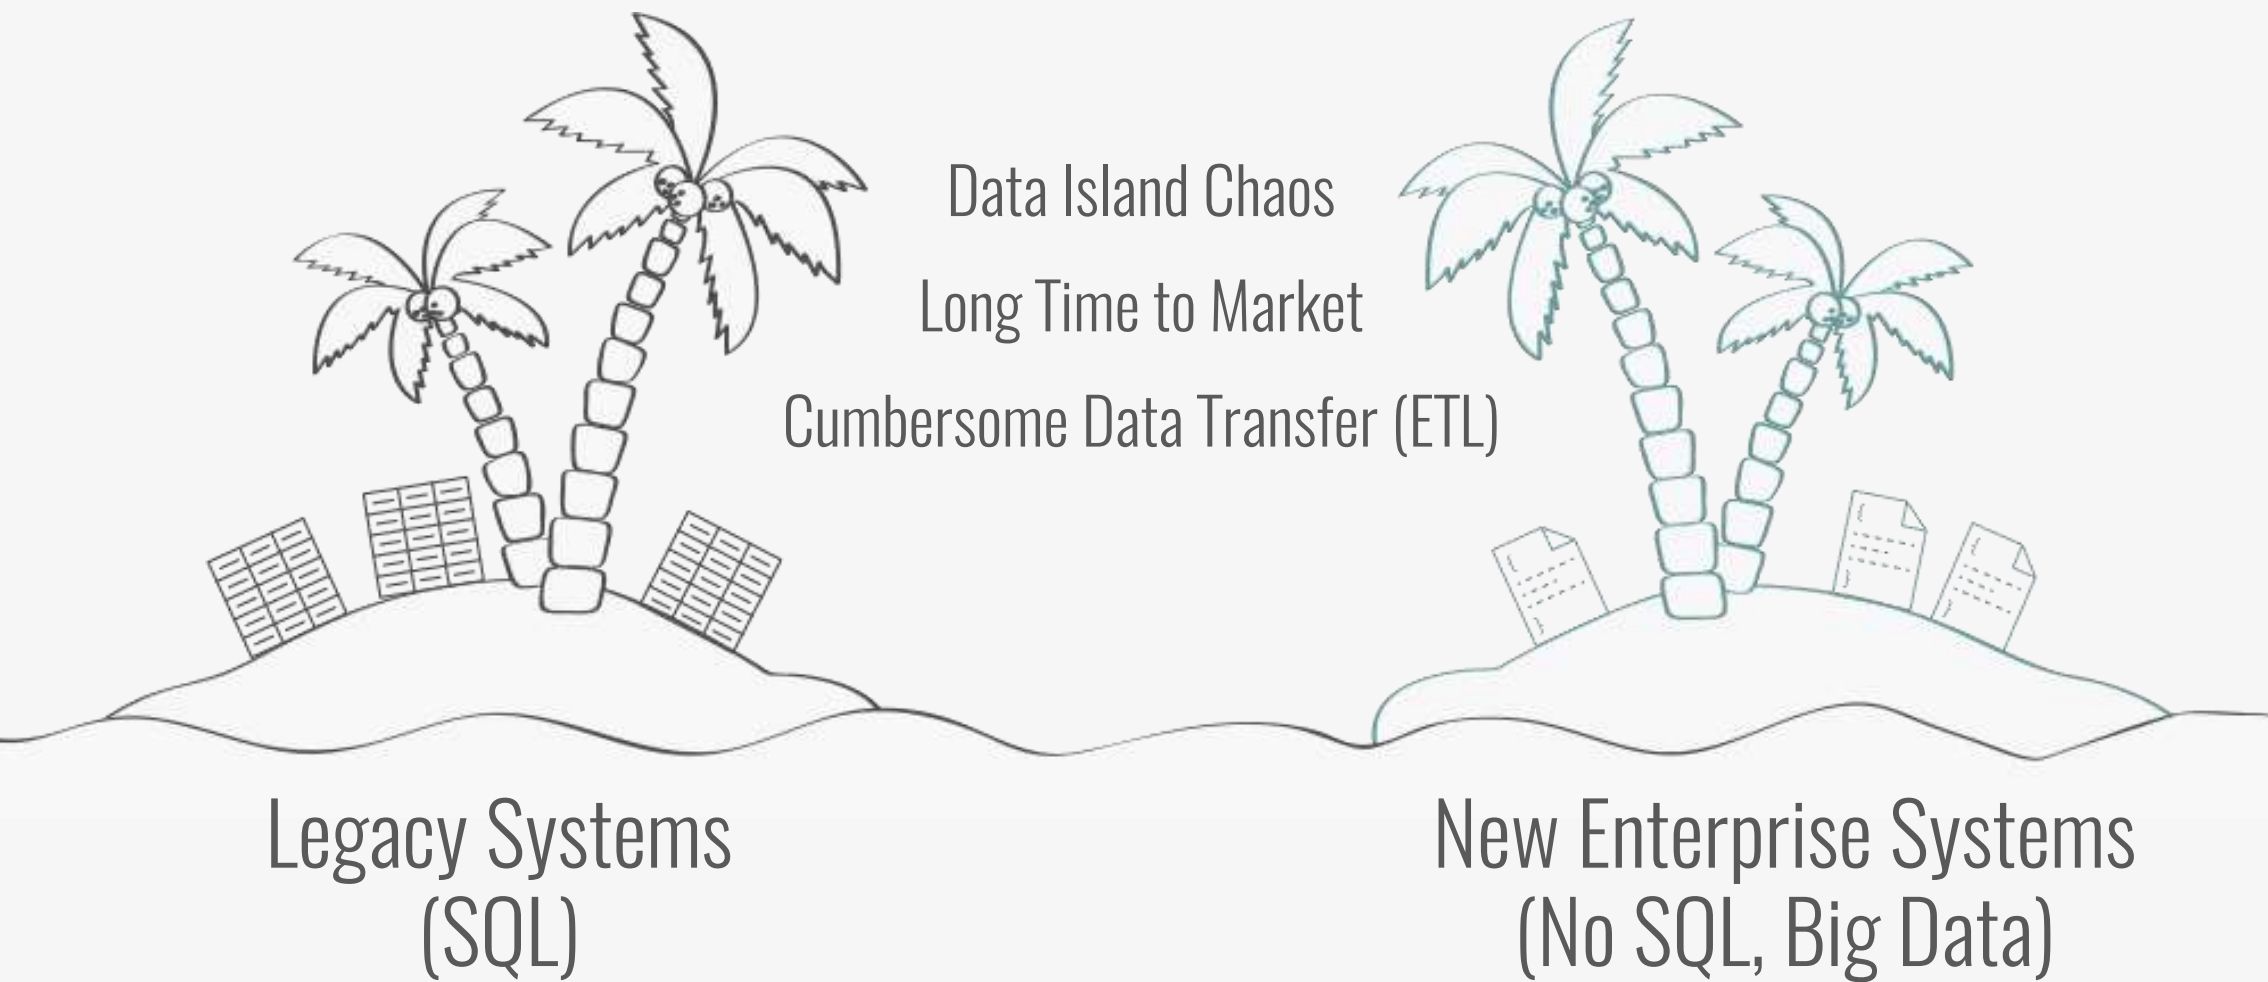 Data Island Chaos
Long Time to Market
Cumbersome Data Transfer (ETL)
Legacy Systems
(SQL)
New Enterprise Systems
(No SQL, Big Data)